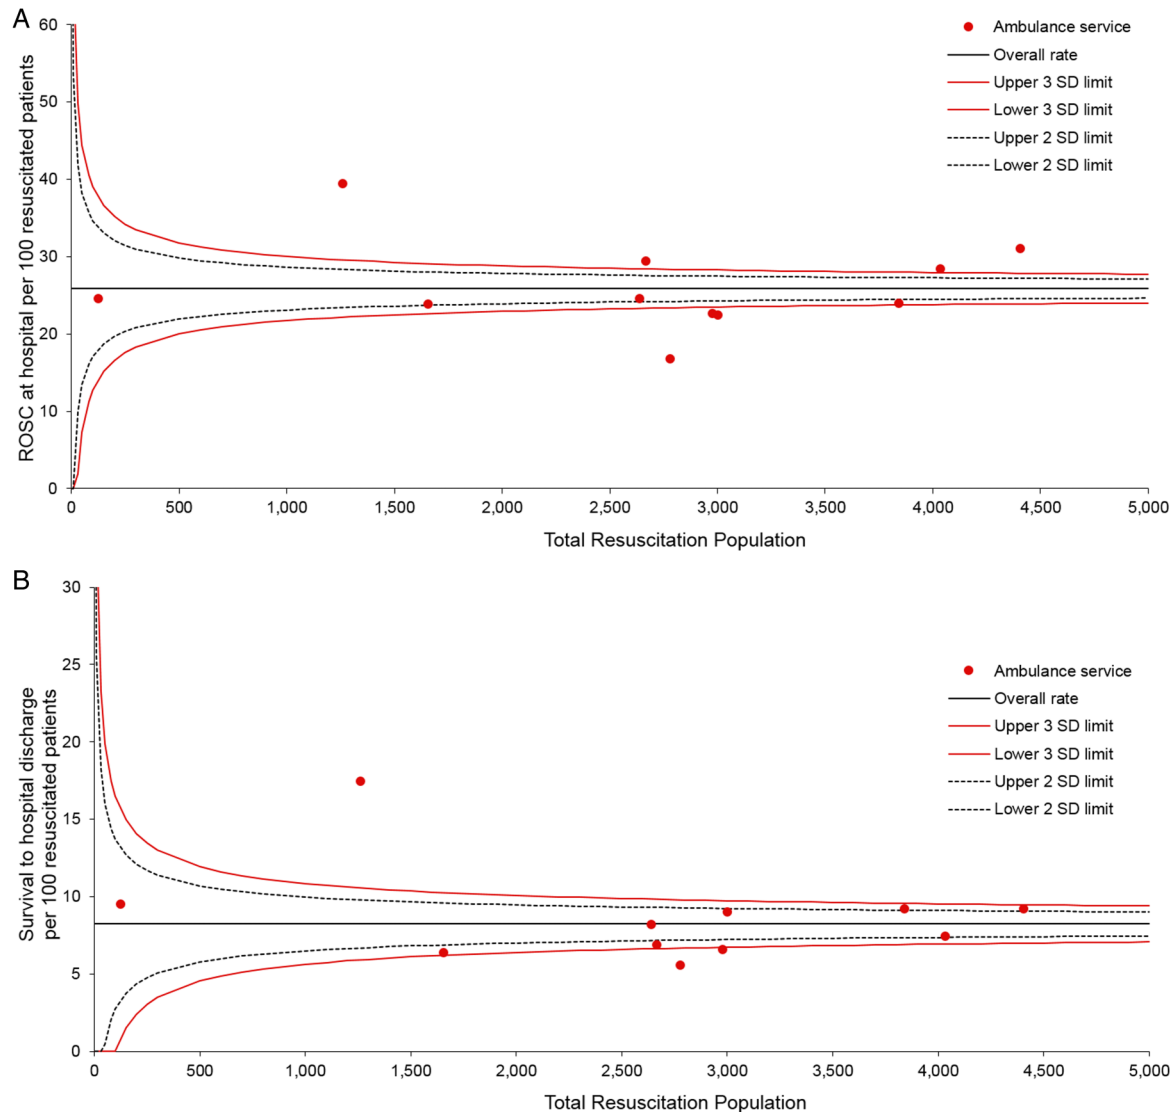 A
60
50
40
30
20
10
0
ROSC at hospital per 100 resuscitated patients
Ambulance service
Overall rate
Upper 3 SD limit
Lower 3 SD limit
Upper 2 SD limit
Lower 2 SD limit
0 500 1,000 1,500 2,000 2,500 3,000 3,500 4,000 4,500 5,000
Total Resuscitation Population
B
30
25
20
15
10
5
0
Survival to hospital discharge
per 100 resuscitated patients
Ambulance service
Overall rate
Upper 3 SD limit
Lower 3 SD limit
Upper 2 SD limit
Lower 2 SD limit
0 500 1,000 1,500 2,000 2,500 3,000 3,500 4,000 4,500 5,000
Total Resuscitation Population